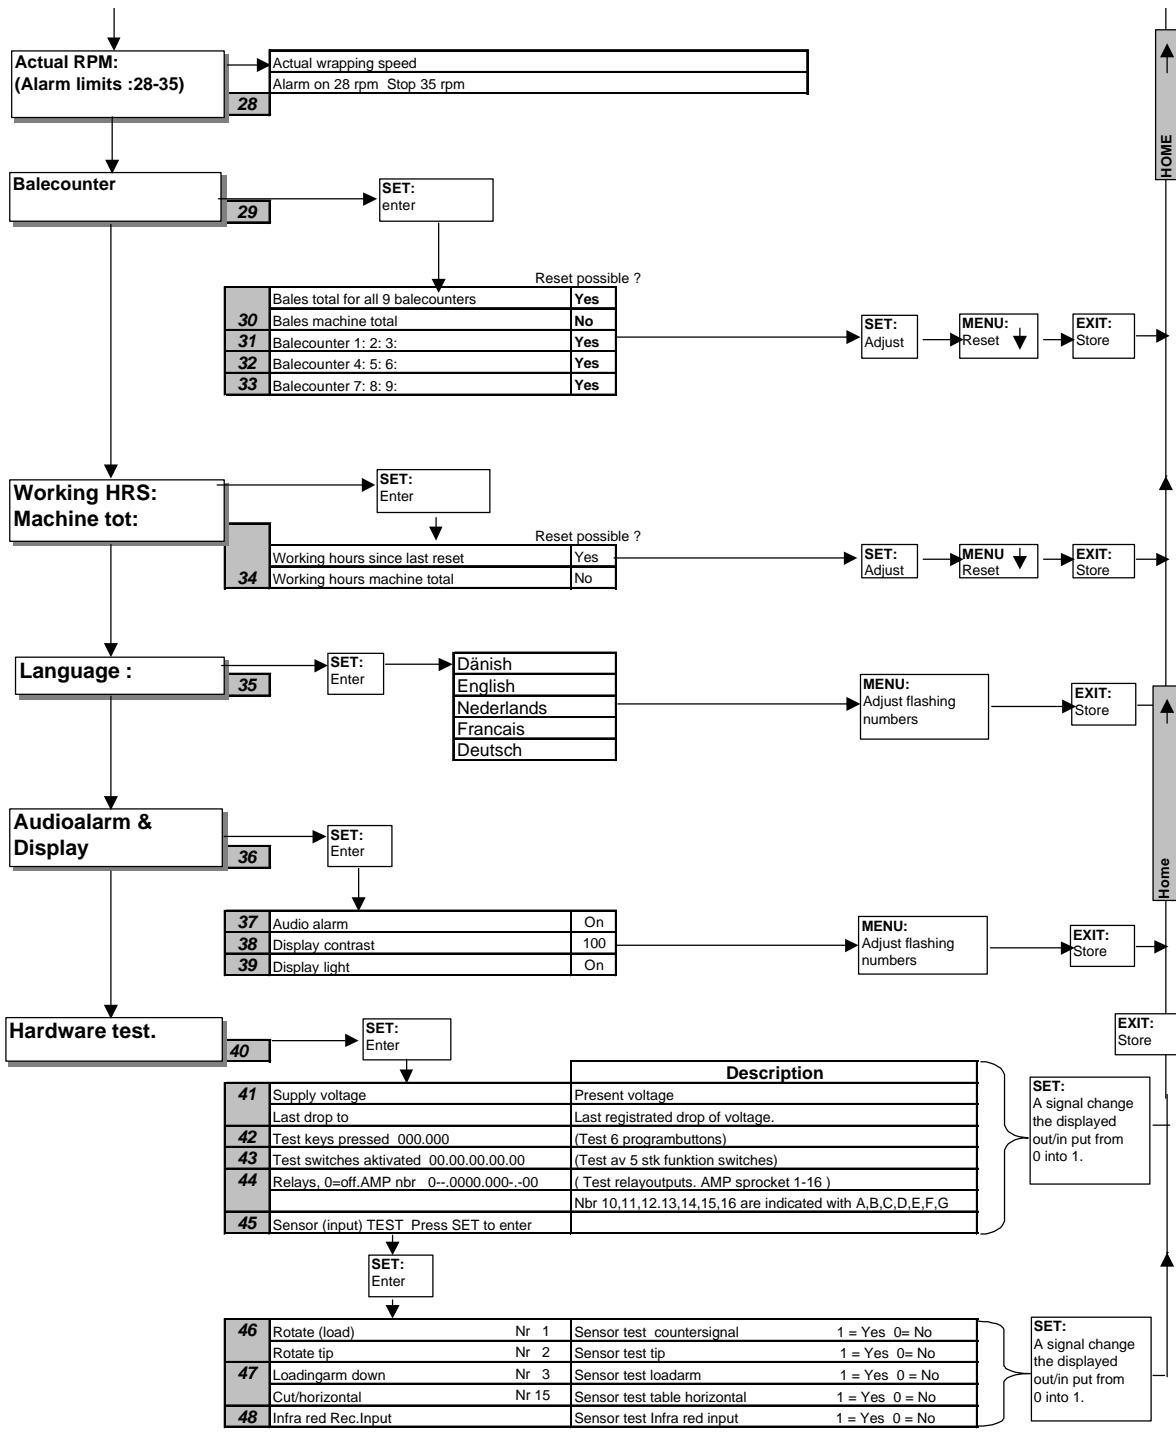 Actual RPM:
(Alarm limits :28-35)
28
Actual wrapping speed
Alarm on 28 rpm Stop 35 rpm
HOME
Balecounter
29
SET:
enter
Reset possible ?
Bales total for all 9 balecounters Yes
30 Bales machine total No
31 Balecounter 1: 2: 3: Yes
32 Balecounter 4: 5: 6: Yes
33 Balecounter 7: 8: 9: Yes
SET:
Adjust
MENU:
Reset
EXIT:
Store
Working HRS:
Machine tot:
SET:
Enter
Reset possible ?
Working hours since last reset Yes
34 Working hours machine total No
SET:
Adjust
MENU
Reset
EXIT:
Store
Language :
35
SET:
Enter
Dänish
English
Nederlands
Francais
Deutsch
MENU:
Adjust flashing
numbers
EXIT:
Store
Home
Audioalarm &
Display
36
SET:
Enter
37 Audio alarm On
38 Display contrast 100
39 Display light On
MENU:
Adjust flashing
numbers
EXIT:
Store
Hardware test.
40
SET:
Enter
EXIT:
Store
Description
41 Supply voltage Present voltage
Last drop to Last registrated drop of voltage.
42 Test keys pressed 000.000 (Test 6 programbuttons)
43 Test switches aktivated 00.00.00.00.00 (Test av 5 stk funktion switches)
44 Relays, 0=off.AMP nbr 0--.0000.000-.-00 ( Test relayoutputs. AMP sprocket 1-16 )
Nbr 10,11,12.13,14,15,16 are indicated with A,B,C,D,E,F,G
45 Sensor (input) TEST Press SET to enter
SET:
A signal change
the displayed
out/in put from
0 into 1.
SET:
Enter
46 Rotate (load) Nr 1 Sensor test countersignal 1 = Yes 0= No
Rotate tip Nr 2 Sensor test tip 1 = Yes 0= No
47 Loadingarm down Nr 3 Sensor test loadarm 1 = Yes 0 = No
Cut/horizontal Nr 15 Sensor test table horizontal 1 = Yes 0 = No
48 Infra red Rec.Input Sensor test Infra red input 1 = Yes 0 = No
SET:
A signal change
the displayed
out/in put from
0 into 1.